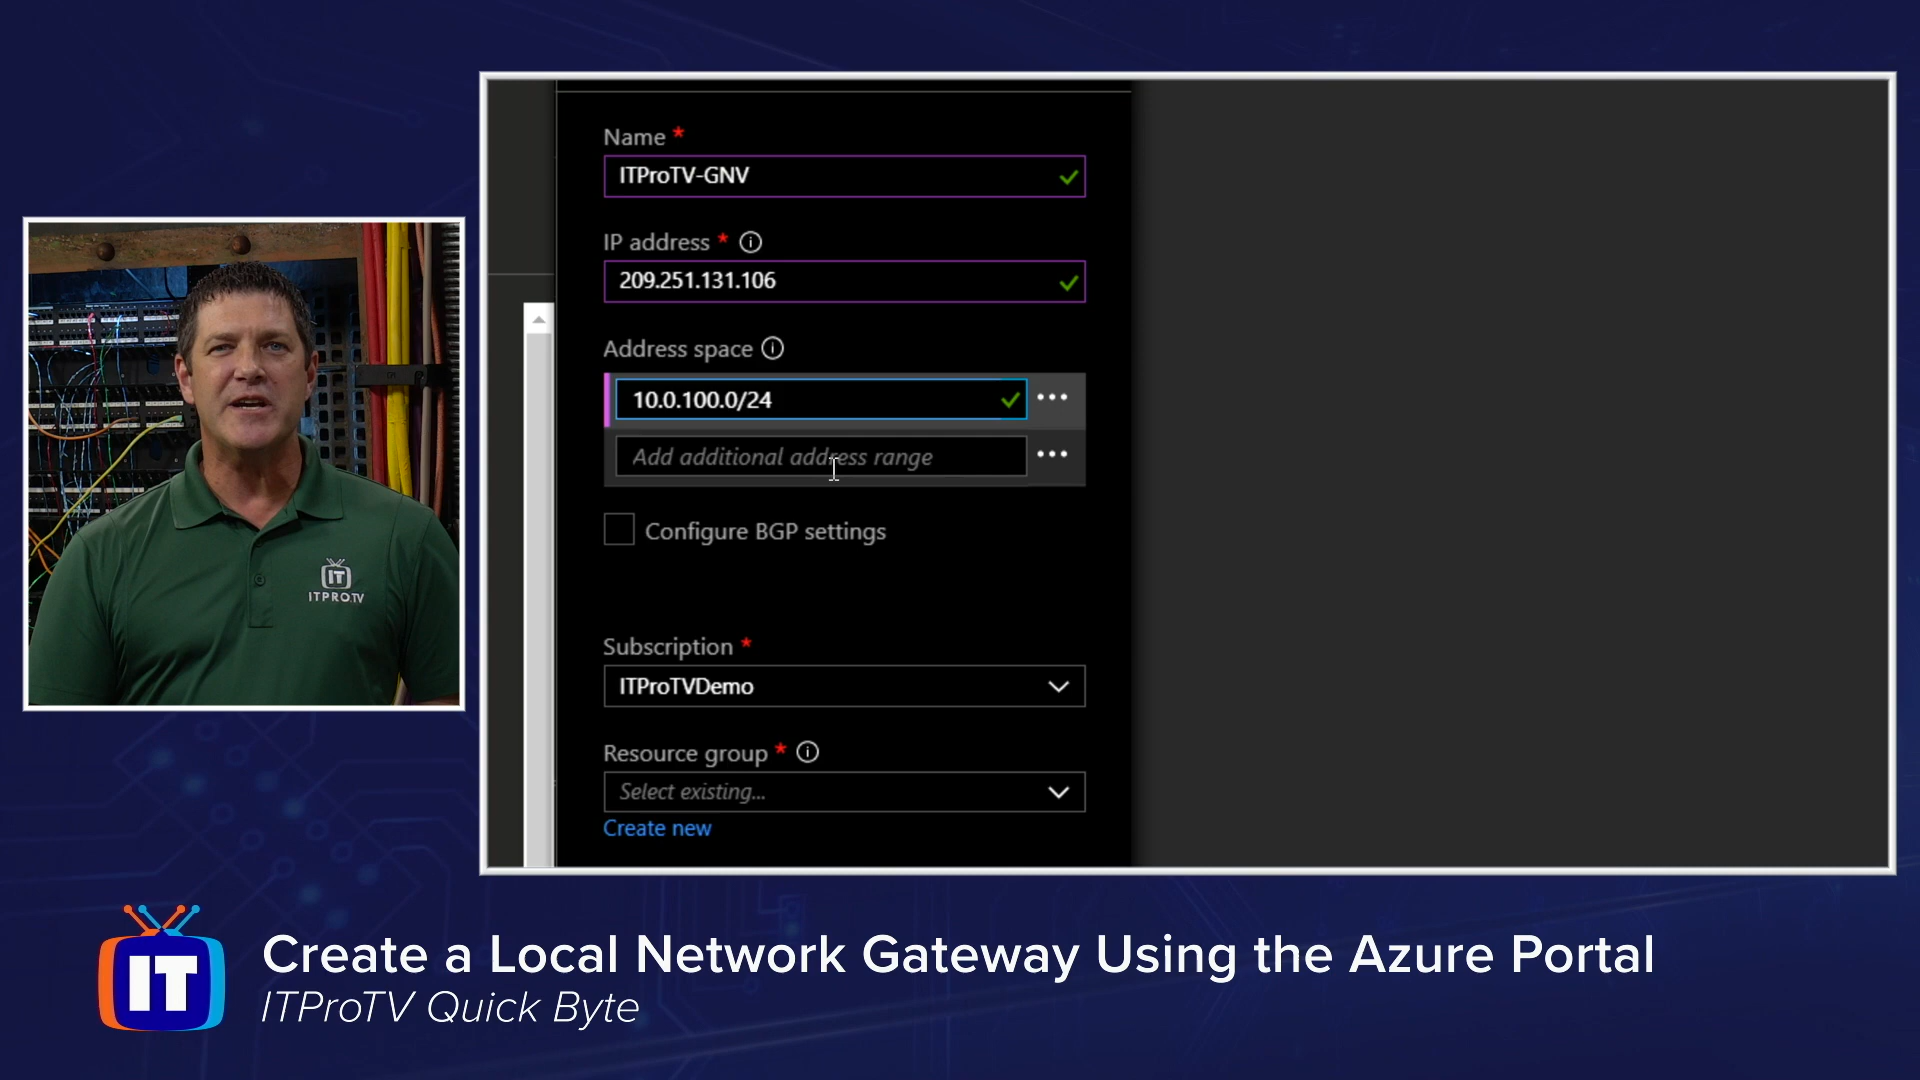 Name *
ITProTV-GNV
IP address *
209.251.131.106
Address space
10.0.100.0/24
Add additional address range
Configure BGP settings
Subscription *
ITProTVDemo
Resource group *
Select existing...
Create new
IT
ITPRO.TV
IT
Create a Local Network Gateway Using the Azure Portal
ITProTV Quick Byte